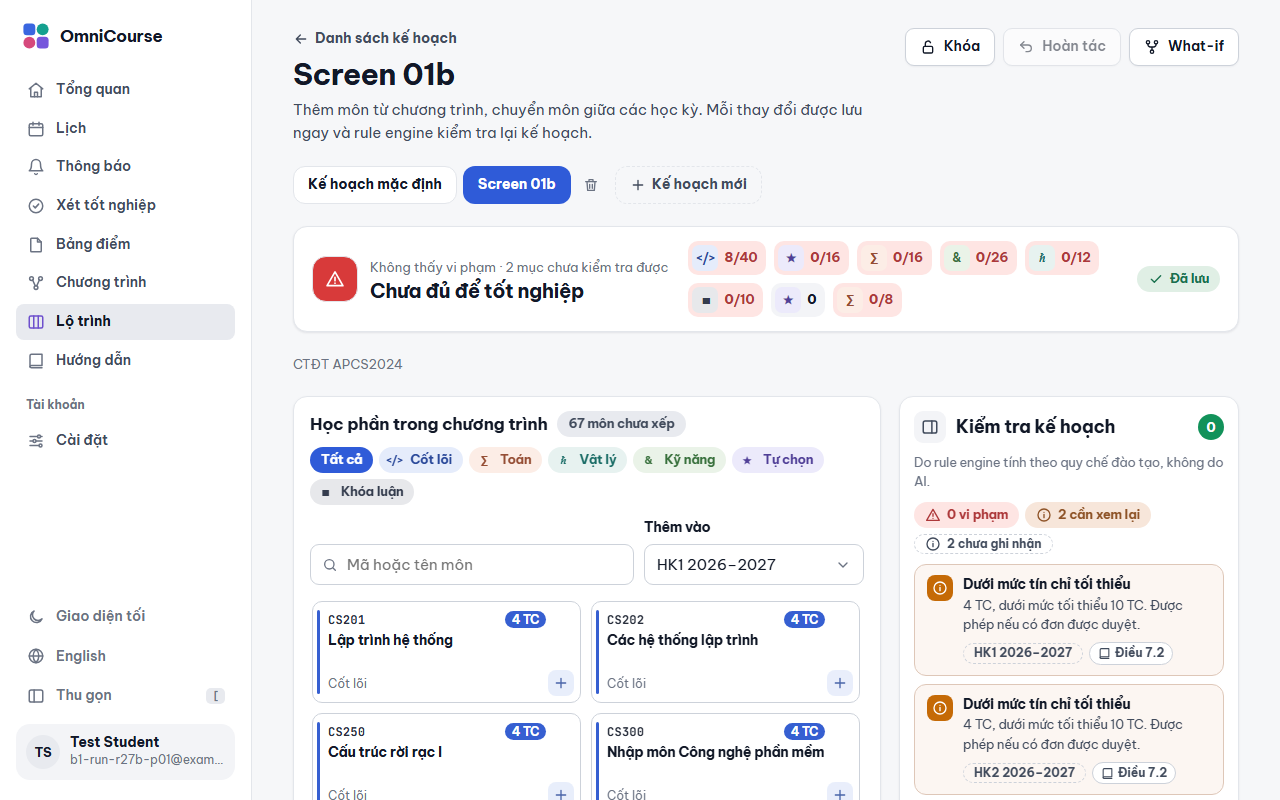 OmniCourse
Tổng quan
Lịch
Thông báo
Xét tốt nghiệp
Bảng điểm
Chương trình
Lộ trình
Hướng dẫn
Tài khoản
Cài đặt
Giao diện tối
English
Thu gọn [
TS
Test Student
b1-run-r27b-p01@exam...
Danh sách kế hoạch
Screen 01b
Thêm môn từ chương trình, chuyển môn giữa các học kỳ. Mỗi thay đổi được lưu
ngay và rule engine kiểm tra lại kế hoạch.
Khóa
Hoàn tác
What-if
Kế hoạch mặc định
Screen 01b
+ Kế hoạch mới
Không thấy vi phạm · 2 mục chưa kiểm tra được
Chưa đủ để tốt nghiệp
</> 8/40
★ 0/16
∑ 0/16
& 0/26
ℏ 0/12
■ 0/10
★ 0
∑ 0/8
Đã lưu
CTĐT APCS2024
Học phần trong chương trình
67 môn chưa xếp
Tất cả
</> Cốt lõi
∑ Toán
ℏ Vật lý
& Kỹ năng
★ Tự chọn
■ Khóa luận
Thêm vào
Mã hoặc tên môn
HK1 2026–2027
CS201 4 TC
Lập trình hệ thống
Cốt lõi +
CS202 4 TC
Các hệ thống lập trình
Cốt lõi +
CS250 4 TC
Cấu trúc rời rạc I
Cốt lõi +
CS300 4 TC
Nhập môn Công nghệ phần mềm
Cốt lõi +
Kiểm tra kế hoạch
0
Do rule engine tính theo quy chế đào tạo, không do
AI.
0 vi phạm
2 cần xem lại
2 chưa ghi nhận
Dưới mức tín chỉ tối thiểu
4 TC, dưới mức tối thiểu 10 TC. Được
phép nếu có đơn được duyệt.
HK1 2026–2027
Điều 7.2
Dưới mức tín chỉ tối thiểu
4 TC, dưới mức tối thiểu 10 TC. Được
phép nếu có đơn được duyệt.
HK2 2026–2027
Điều 7.2